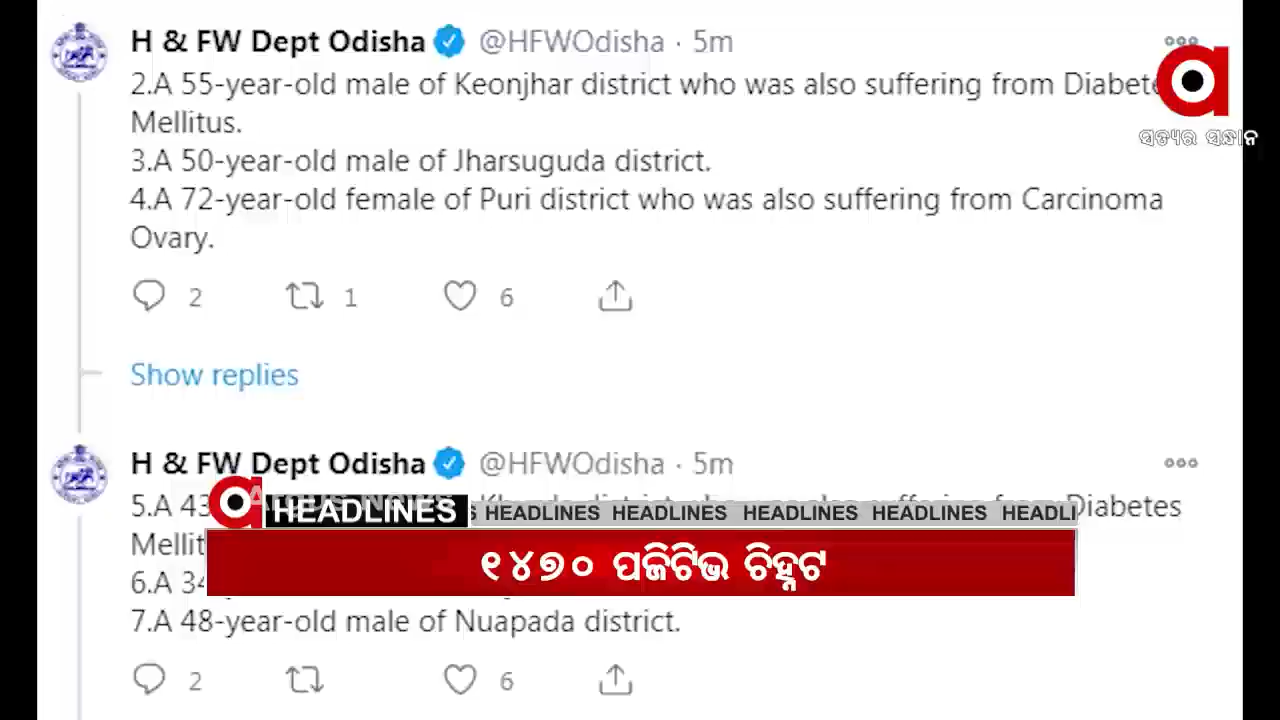 H & FW Dept Odisha @HFWOdisha · 5m
2.A 55-year-old male of Keonjhar district who was also suffering from Diabete
Mellitus.
3.A 50-year-old male of Jharsuguda district.
4.A 72-year-old female of Puri district who was also suffering from Carcinoma
Ovary.
2 1 6
ସତ୍ୟର ସନ୍ଧାନ
Show replies
H & FW Dept Odisha @HFWOdisha · 5m
5.A 43 district Diabetes
HEADLINES HEADLINES HEADLINES HEADLINES HEADLINES HEADLI
Mellit
୧୪୭୦ ପଜିଟିଭ ଚିହ୍ନଟ
6.A 34
7.A 48-year-old male of Nuapada district.
2 6